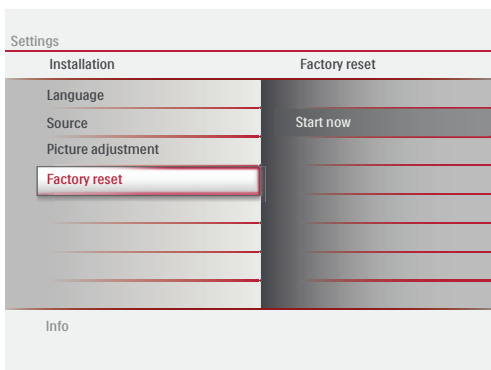 Settings
Installation
Factory reset
Language
Source
Start now
Picture adjustment
Factory reset
Info